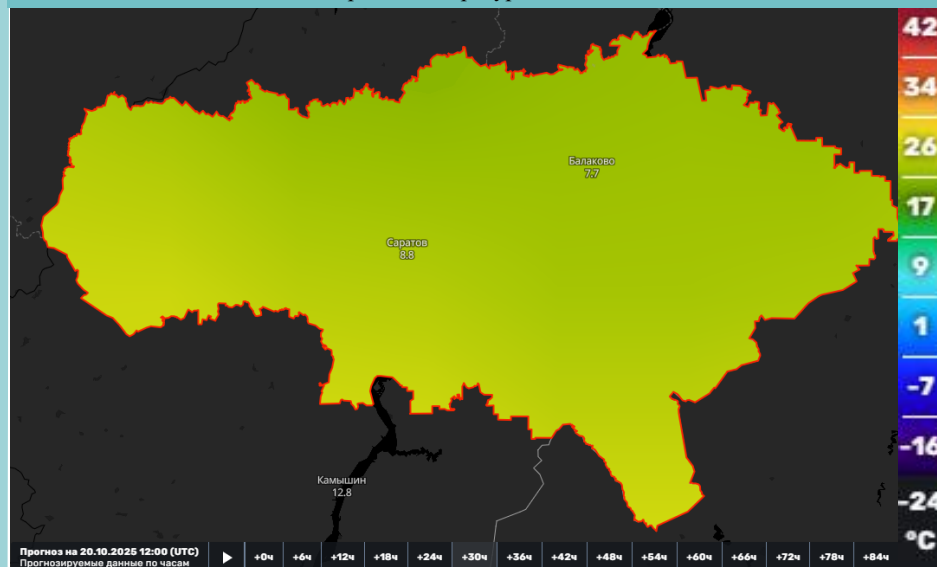 42
34
26
17
9
1
-7
-16
-24
°C
Балаково
7.7
Саратов
8.8
Камышин
12.8
Прогноз на 20.10.2025 12:00 (UTC)
Прогнозируемые данные по часам
+0ч +6ч +12ч +18ч +24ч +30ч +36ч +42ч +48ч +54ч +60ч +66ч +72ч +78ч +84ч